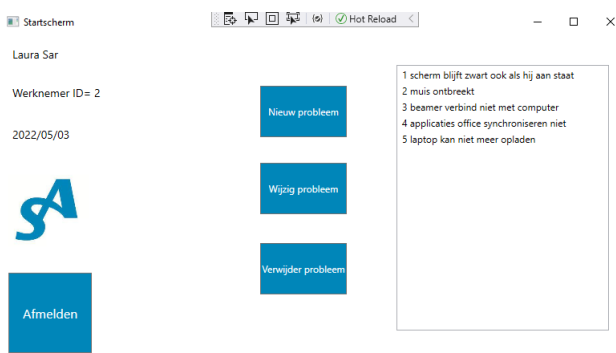 Startscherm
Hot Reload
Laura Sar
Werknemer ID= 2
2022/05/03
SA
Afmelden
Nieuw probleem
Wijzig probleem
Verwijder probleem
1 scherm blijft zwart ook als hij aan staat
2 muis ontbreekt
3 beamer verbind niet met computer
4 applicaties office synchroniseren niet
5 laptop kan niet meer opladen